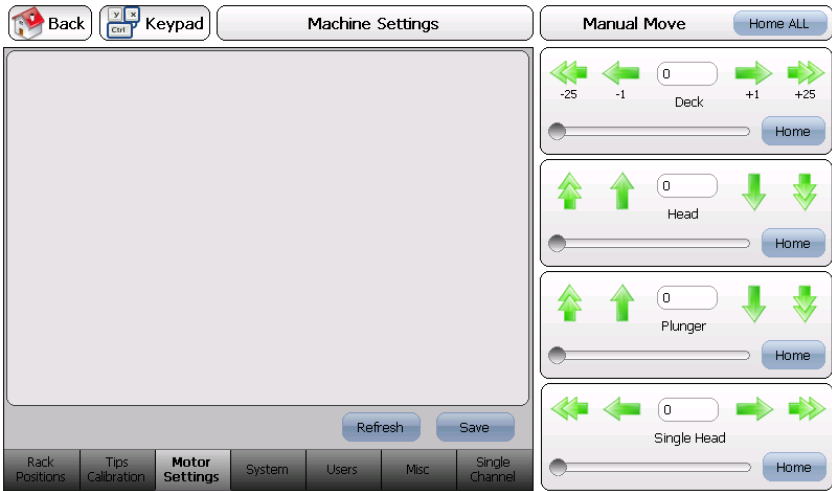 Back
Y X
Ctrl
Keypad
Machine Settings
Manual Move
Home ALL
0
-25
-1
Deck
+1
+25
Home
0
Head
Home
0
Plunger
Home
0
Single Head
Home
Refresh
Save
Rack
Positions
Tips
Calibration
Motor
Settings
System
Users
Misc
Single
Channel